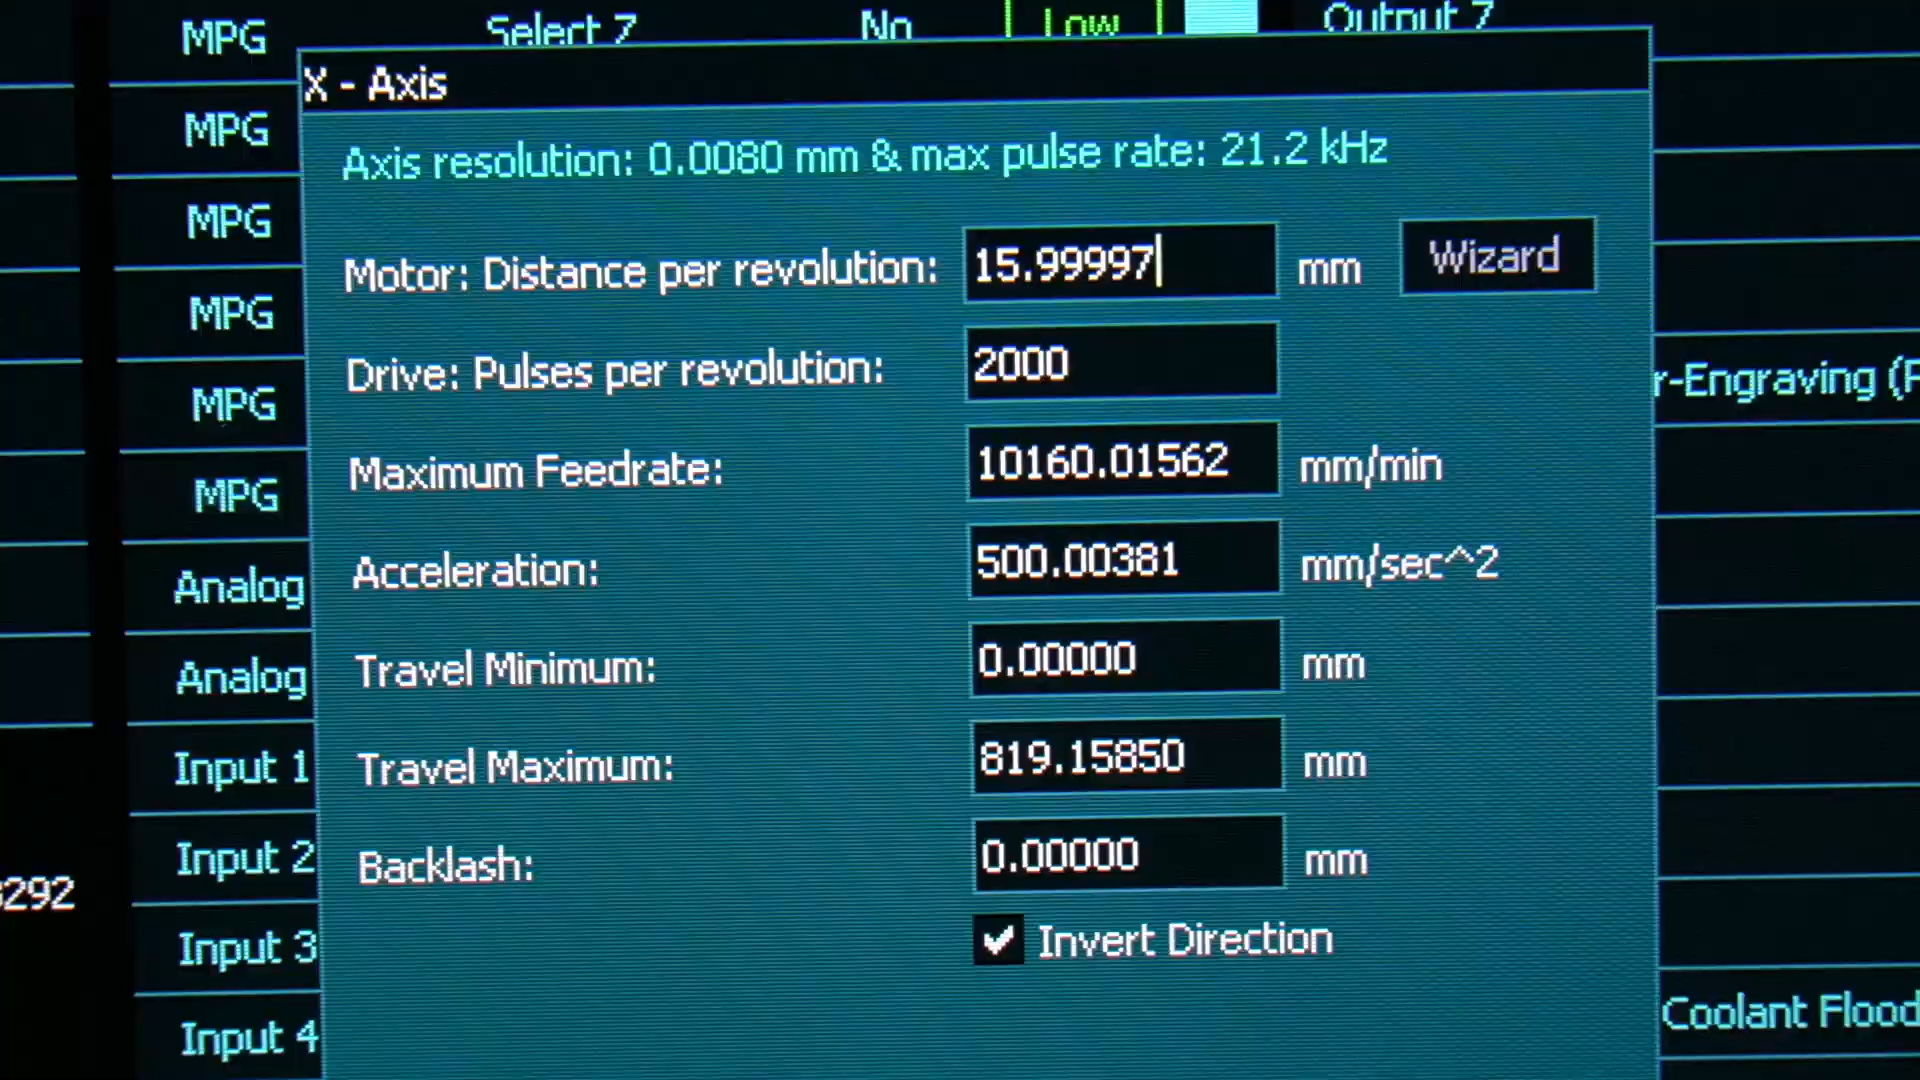 MPG Select 7 No Low Output 7
X - Axis
MPG
Axis resolution: 0.0080 mm & max pulse rate: 21.2 kHz
MPG
Motor: Distance per revolution: 15.99997 mm Wizard
MPG
Drive: Pulses per revolution: 2000
r-Engraving (
MPG
Maximum Feedrate: 10160.01562 mm/min
MPG
Acceleration: 500.00381 mm/sec^2
Analog
Travel Minimum: 0.00000 mm
Analog
Travel Maximum: 819.15850 mm
Input 1
Backlash: 0.00000 mm
Input 2
292
Invert Direction
Input 3
Input 4
Coolant Flood